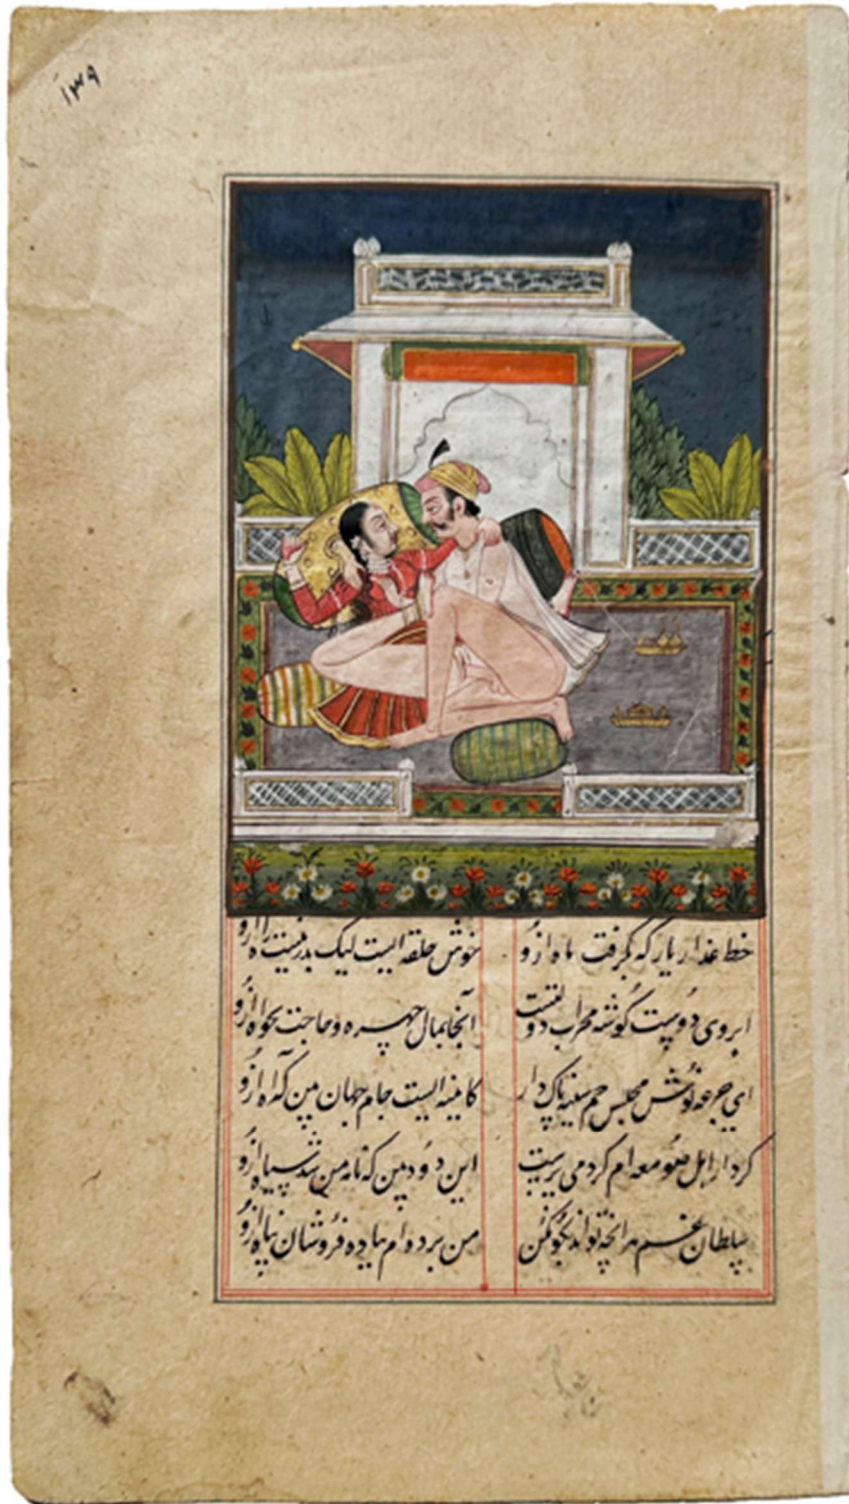 ۱۳۹
خط عذار یار که بگرفت ماه ازو خوش حلقه ایست لیک بدر نیست راه ازو
ابروی دوست گوشه محراب دولتست آنجا بمال چهره و حاجت بخواه ازو
ای جرعه نوش مجلس جم سینه پاک دار کائینه ایست جام جهان بین که آه ازو
کردار اهل صومعه ام کرد می پرست این دود بین که نامه من شد سیاه ازو
سلطان غم هر آنچه تواند بگو بکن من برده ام بباده فروشان پناه ازو